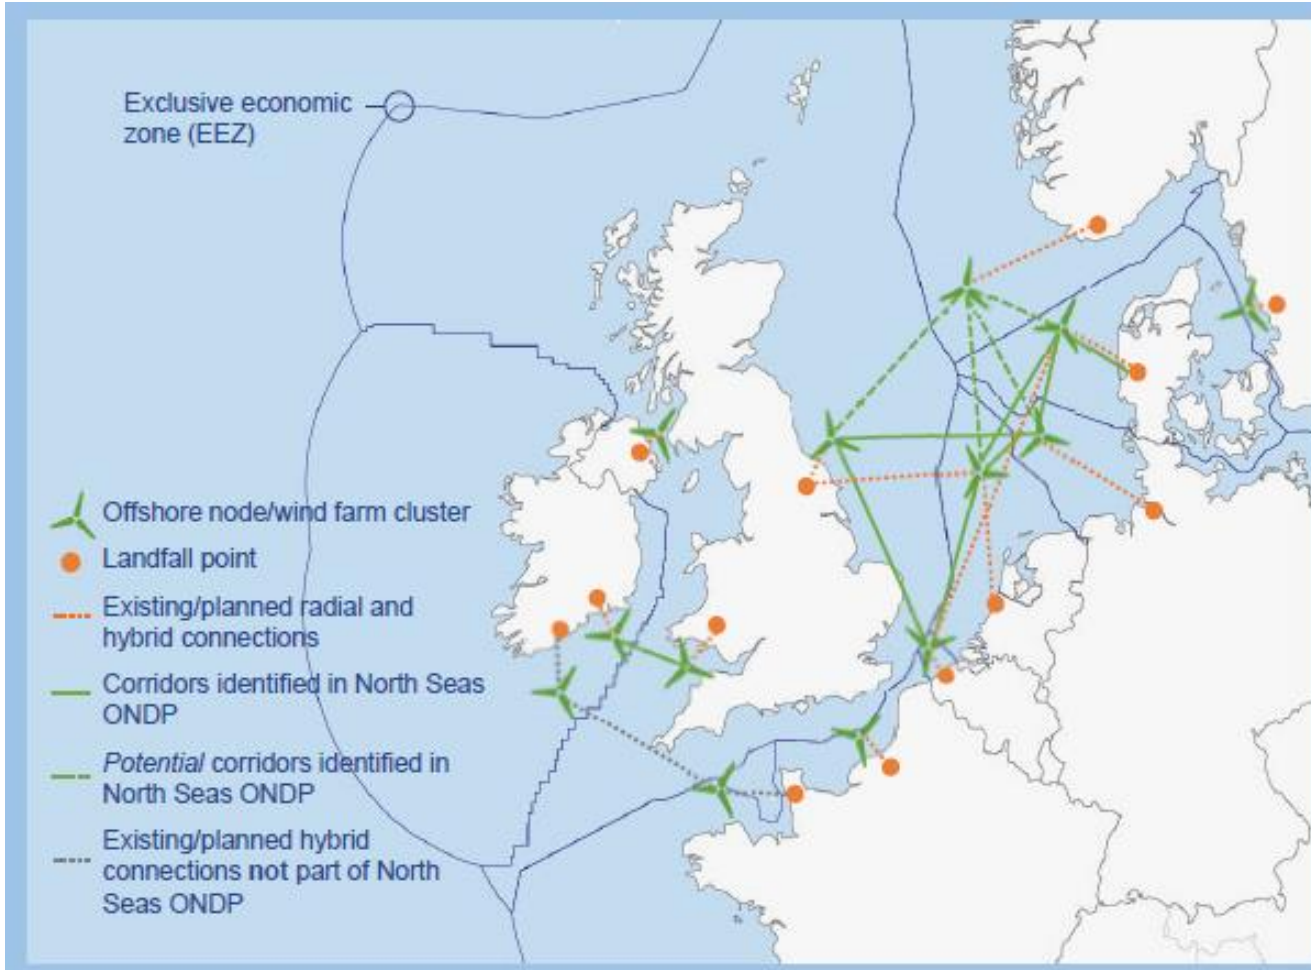 Exclusive economic
zone (EEZ)
Offshore node/wind farm cluster
Landfall point
Existing/planned radial and
hybrid connections
Corridors identified in North Seas
ONDP
Potential corridors identified in
North Seas ONDP
Existing/planned hybrid
connections not part of North
Seas ONDP